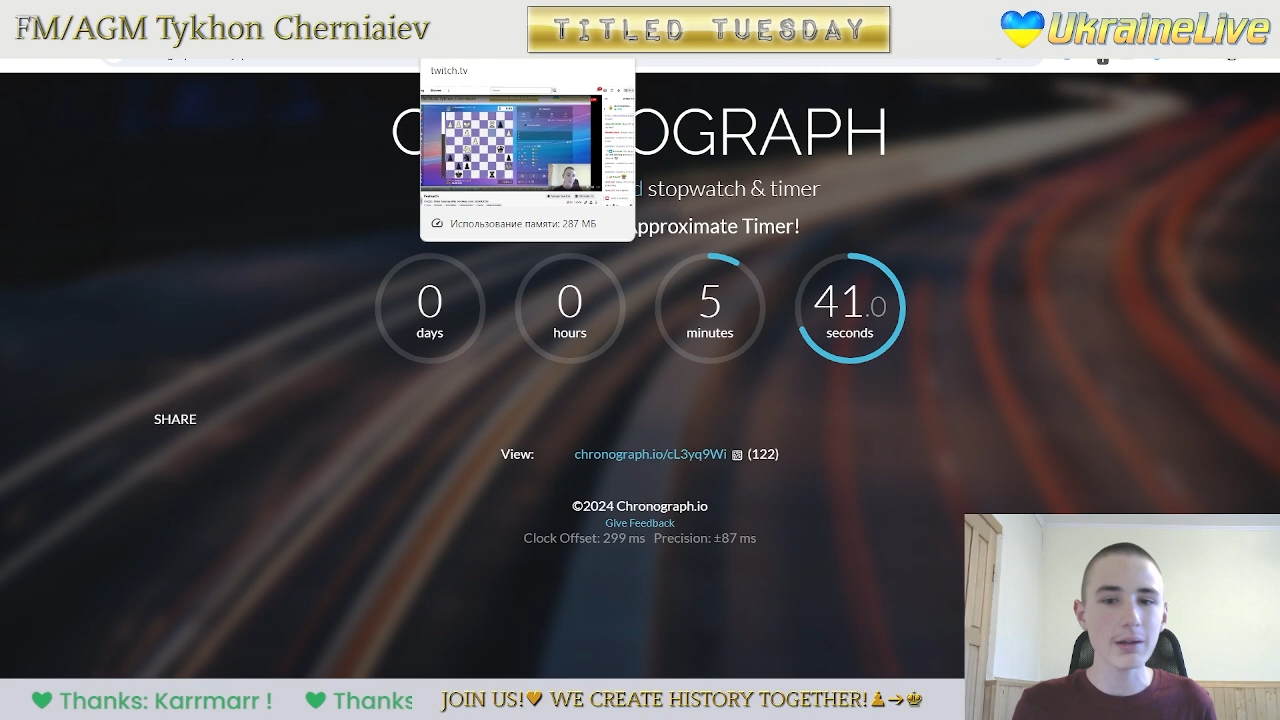 FM/AGM Tykhon Cherniaiev
TITLED TUESDAY
UkraineLive
twitch.tv
Использование памяти: 287 МБ
OGRAPH
stopwatch & timer
pproximate Timer!
0
days
0
hours
5
minutes
41.0
seconds
SHARE
View: chronograph.io/cL3yq9Wi (122)
©2024 Chronograph.io
Give Feedback
Clock Offset: 299 ms Precision: ±87 ms
Thanks: Karrmarr ! Thanks
JOIN US! WE CREATE HISTORY TOGETHER!